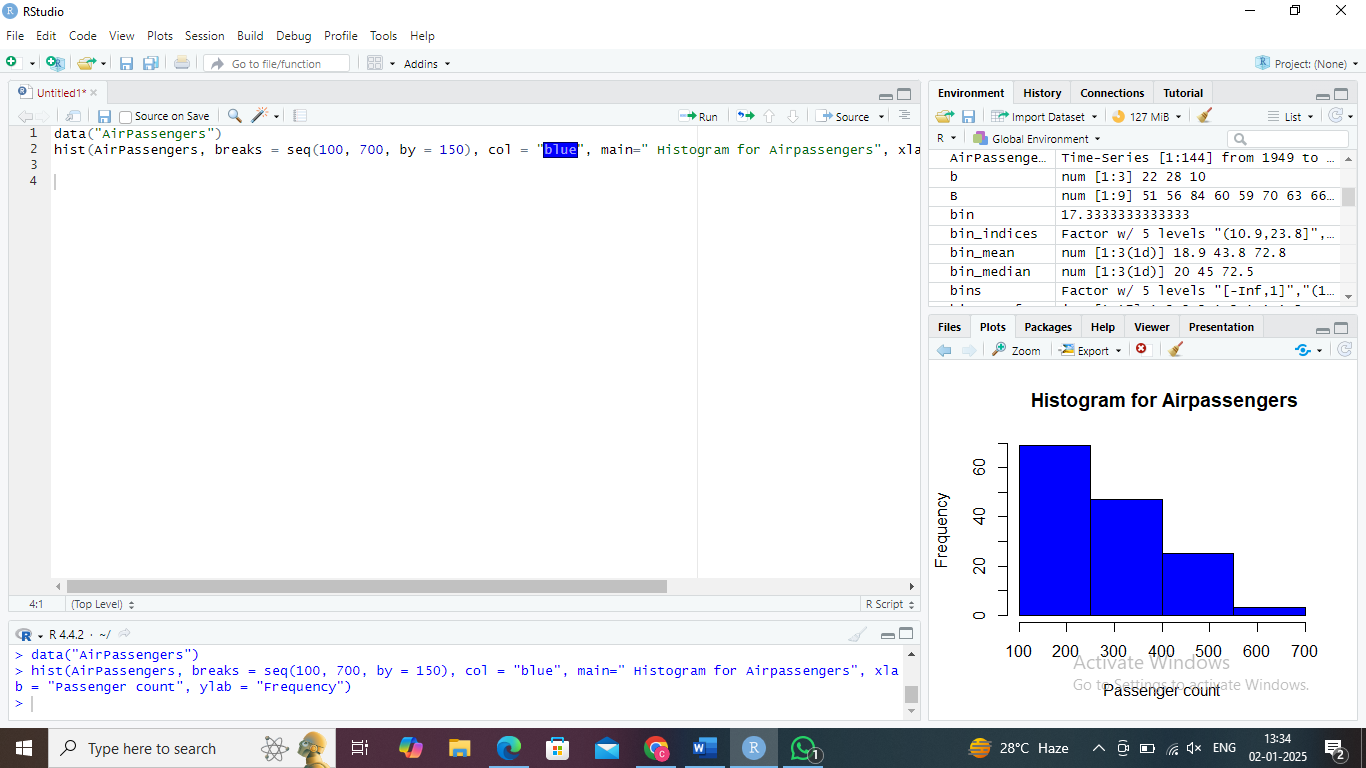 RStudio
File Edit Code View Plots Session Build Debug Profile Tools Help
Go to file/function Addins Project: (None)
Untitled1*
Source on Save Run Source
1 data("AirPassengers")
2 hist(AirPassengers, breaks = seq(100, 700, by = 150), col = "blue", main=" Histogram for Airpassengers", xla
3
4
4:1 (Top Level) R Script
R 4.4.2 · ~/
> data("AirPassengers")
> hist(AirPassengers, breaks = seq(100, 700, by = 150), col = "blue", main=" Histogram for Airpassengers", xla
b = "Passenger count", ylab = "Frequency")
>
Environment History Connections Tutorial
Import Dataset 127 MiB List
R Global Environment
AirPassenge… Time-Series [1:144] from 1949 to …
b num [1:3] 22 28 10
B num [1:9] 51 56 84 60 59 70 63 66…
bin 17.3333333333333
bin_indices Factor w/ 5 levels "(10.9,23.8]",…
bin_mean num [1:3(1d)] 18.9 43.8 72.8
bin_median num [1:3(1d)] 20 45 72.5
bins Factor w/ 5 levels "[-Inf,1]","(1…
Files Plots Packages Help Viewer Presentation
Zoom Export
Histogram for Airpassengers
Frequency
0 20 40 60
100 200 300 400 500 600 700
Passenger count
Activate Windows
Go to Settings to activate Windows.
Type here to search
28°C Haze ENG 13:34
02-01-2025
1
2